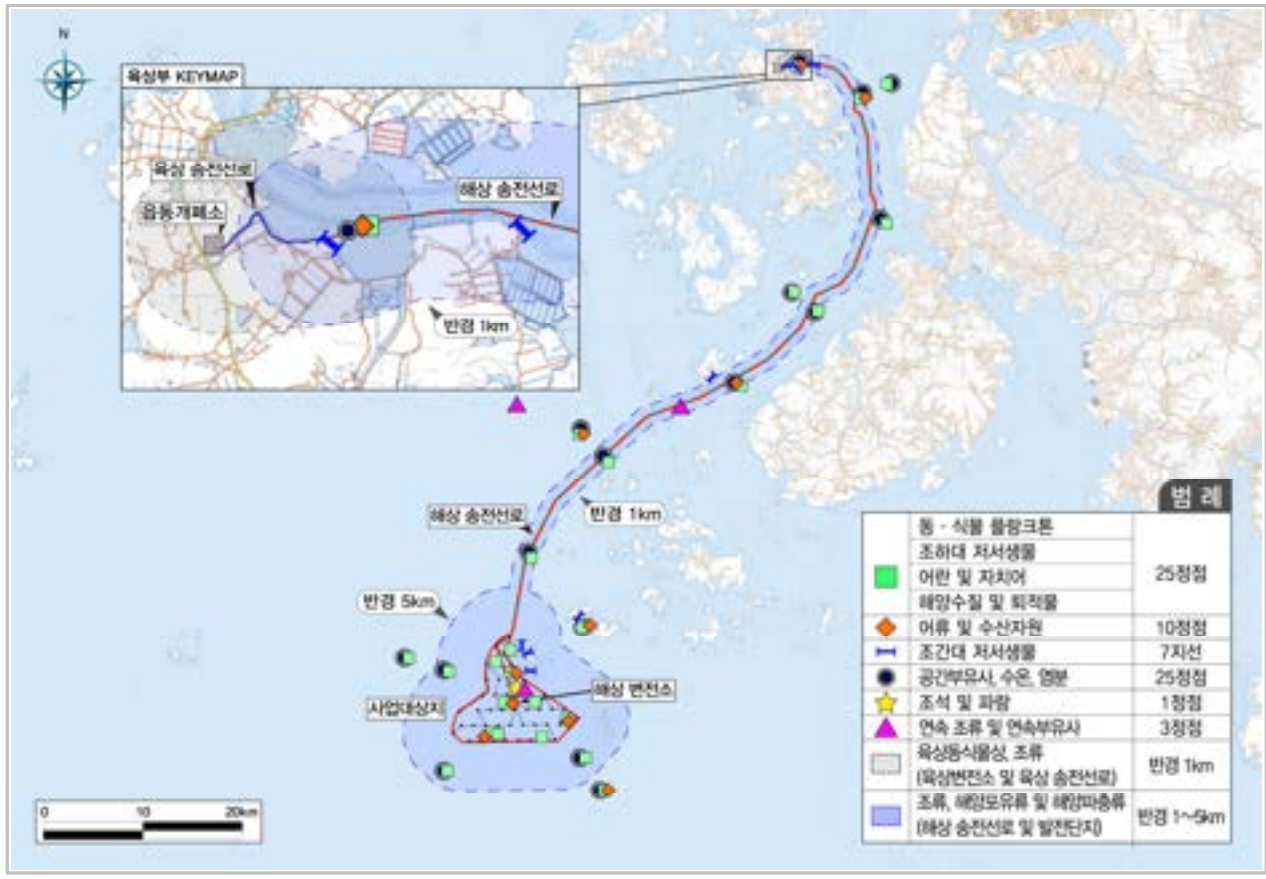 N
육상부 KEYMAP
육상 송전선로
해상 송전선로
읍동개폐소
반경 1km
해상 송전선로
반경 1km
반경 5km
해상 변전소
사업대상지
범 례
동 · 식물 플랑크톤
조하대 저서생물
어란 및 자치어
해양수질 및 퇴적물
25정점
어류 및 수산자원
10정점
조간대 저서생물
7지선
공간부유사, 수온, 염분
25정점
조석 및 파랑
1정점
연속 조류 및 연속부유사
3정점
육상동식물상, 조류
(육상변전소 및 육상 송전선로)
반경 1km
조류, 해양포유류 및 해양파충류
(해상 송전선로 및 발전단지)
반경 1~5km
0 10 20km